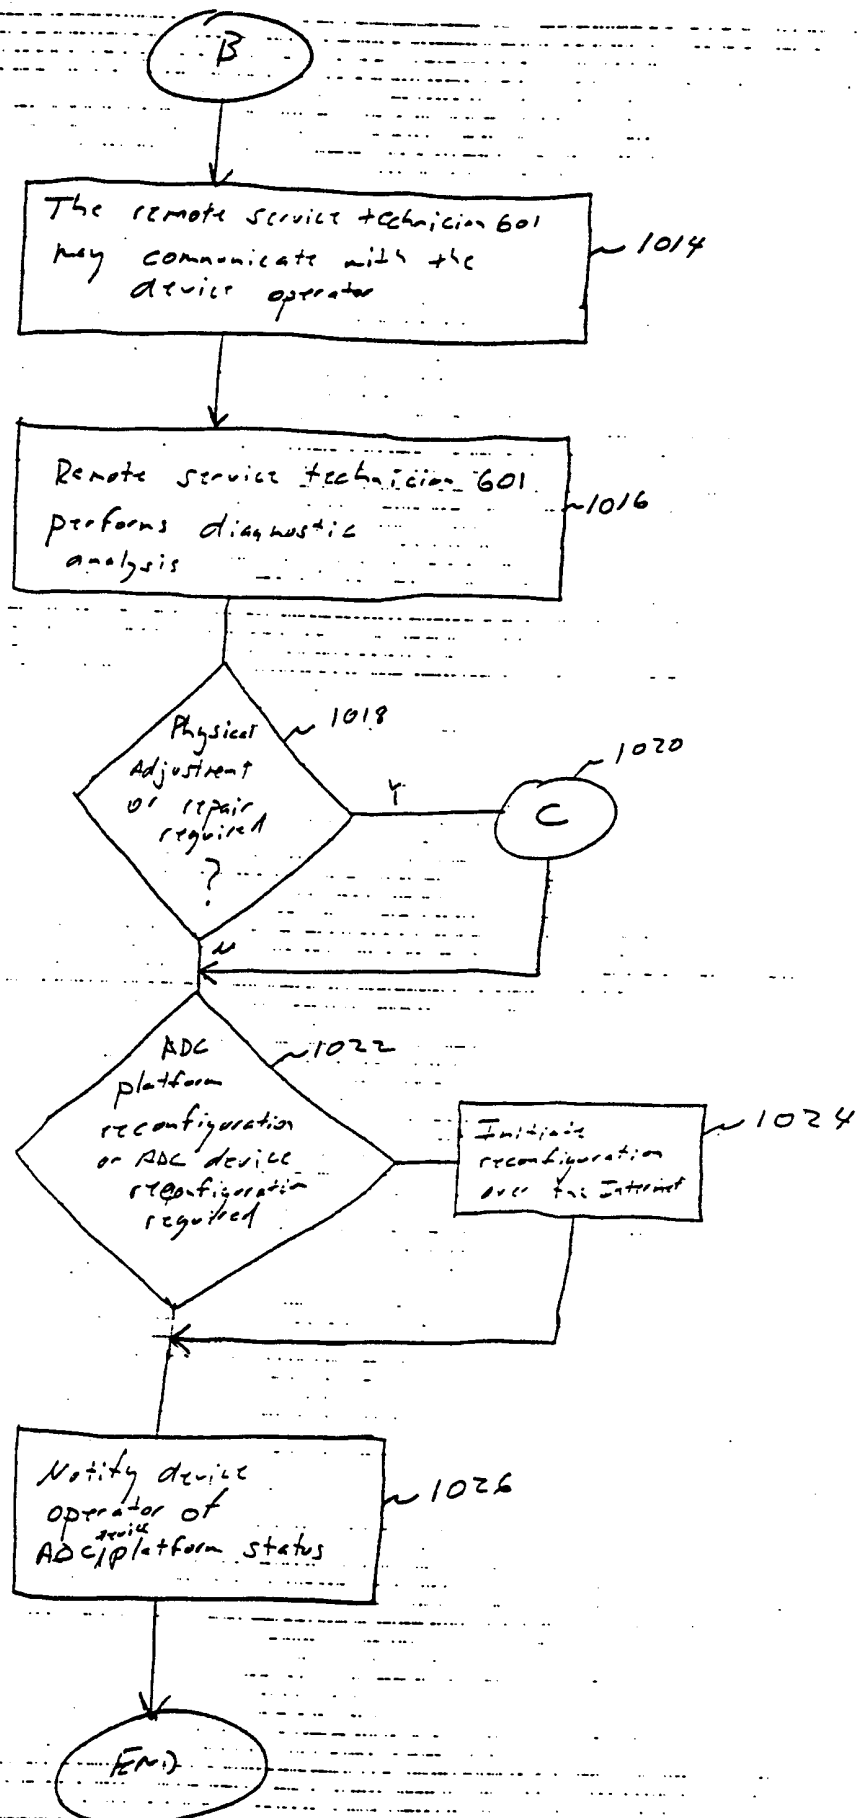 B
The remote service technician 601
may communicate with the
device operator
1014
Remote service technician 601
performs diagnostic
analysis
1016
Physical
Adjustment
or repair
required
?
1018
Y
C
1020
N
ADC
platform
reconfiguration
or ADC device
reconfiguration
required
1022
Initiate
reconfiguration
over the Internet
1024
Notify device
operator of
device
ADC/platform status
1026
END